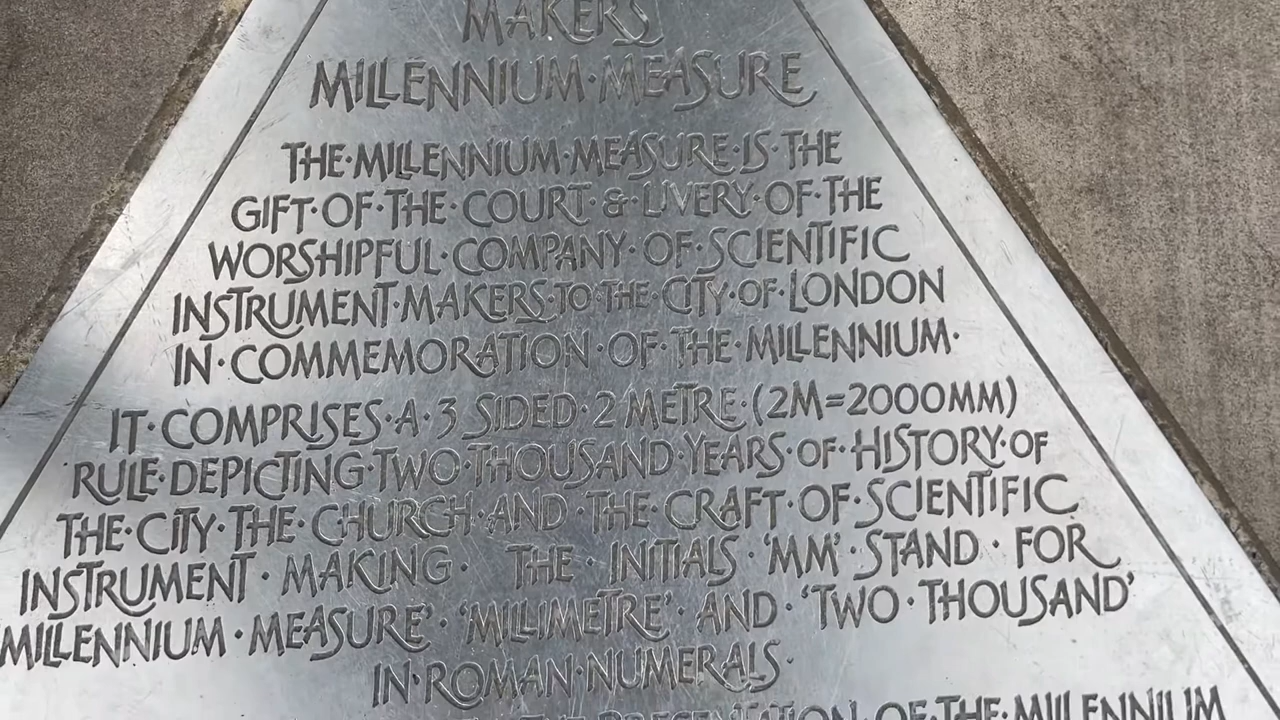 MAKERS
MILLENNIUM·MEASURE
THE·MILLENNIUM·MEASURE·IS·THE
GIFT·OF·THE·COURT·&·LIVERY·OF·THE
WORSHIPFUL·COMPANY·OF·SCIENTIFIC
INSTRUMENT·MAKERS·TO·THE·CITY·OF·LONDON
IN·COMMEMORATION·OF·THE·MILLENNIUM·
IT·COMPRISES·A·3 SIDED·2 METRE·(2M=2000MM)
RULE·DEPICTING·TWO·THOUSAND·YEARS·OF·HISTORY·OF
THE·CITY·THE·CHURCH·AND·THE·CRAFT·OF·SCIENTIFIC
INSTRUMENT·MAKING· THE·INITIALS·'MM'·STAND·FOR
'MILLENNIUM·MEASURE'·'MILLIMETRE'·AND·'TWO·THOUSAND'
IN·ROMAN·NUMERALS·
THE PRESENTATION·OF·THE·MILLENNIUM